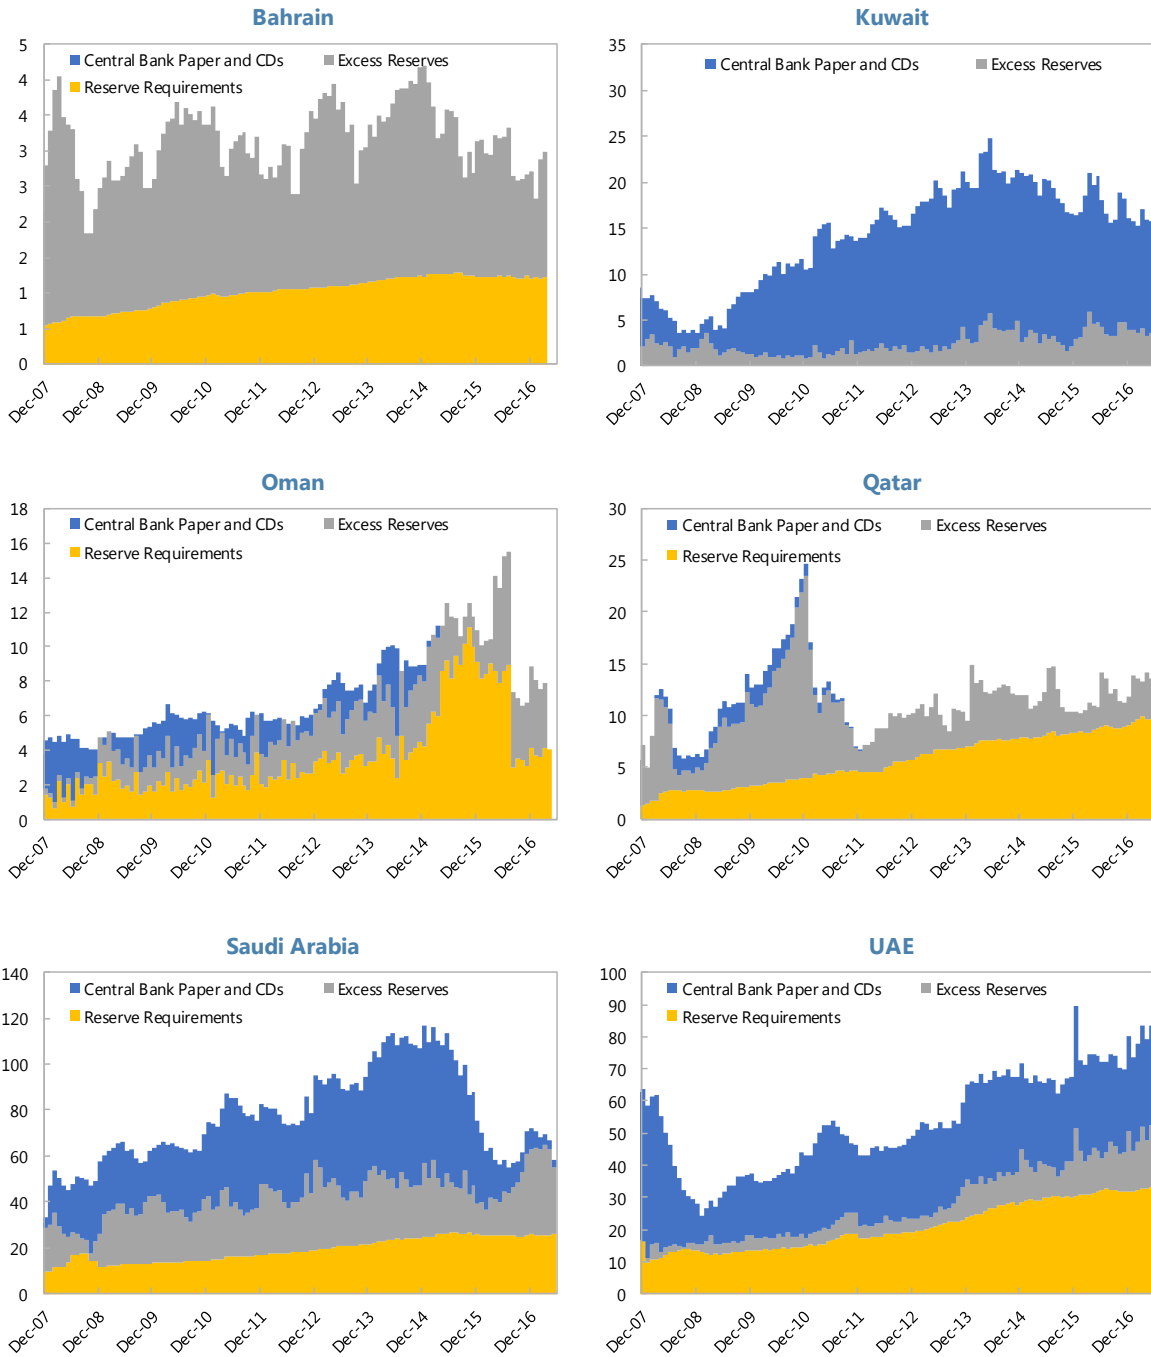 Bahrain
Central Bank Paper and CDs
Excess Reserves
Reserve Requirements
5
4
4
3
3
2
2
1
1
0
Dec-07
Dec-08
Dec-09
Dec-10
Dec-11
Dec-12
Dec-13
Dec-14
Dec-15
Dec-16
Kuwait
Central Bank Paper and CDs
Excess Reserves
35
30
25
20
15
10
5
0
Dec-07
Dec-08
Dec-09
Dec-10
Dec-11
Dec-12
Dec-13
Dec-14
Dec-15
Dec-16
Oman
Central Bank Paper and CDs
Excess Reserves
Reserve Requirements
18
16
14
12
10
8
6
4
2
0
Dec-07
Dec-08
Dec-09
Dec-10
Dec-11
Dec-12
Dec-13
Dec-14
Dec-15
Dec-16
Qatar
Central Bank Paper and CDs
Excess Reserves
Reserve Requirements
30
25
20
15
10
5
0
Dec-07
Dec-08
Dec-09
Dec-10
Dec-11
Dec-12
Dec-13
Dec-14
Dec-15
Dec-16
Saudi Arabia
Central Bank Paper and CDs
Excess Reserves
Reserve Requirements
140
120
100
80
60
40
20
0
Dec-07
Dec-08
Dec-09
Dec-10
Dec-11
Dec-12
Dec-13
Dec-14
Dec-15
Dec-16
UAE
Central Bank Paper and CDs
Excess Reserves
Reserve Requirements
100
90
80
70
60
50
40
30
20
10
0
Dec-07
Dec-08
Dec-09
Dec-10
Dec-11
Dec-12
Dec-13
Dec-14
Dec-15
Dec-16